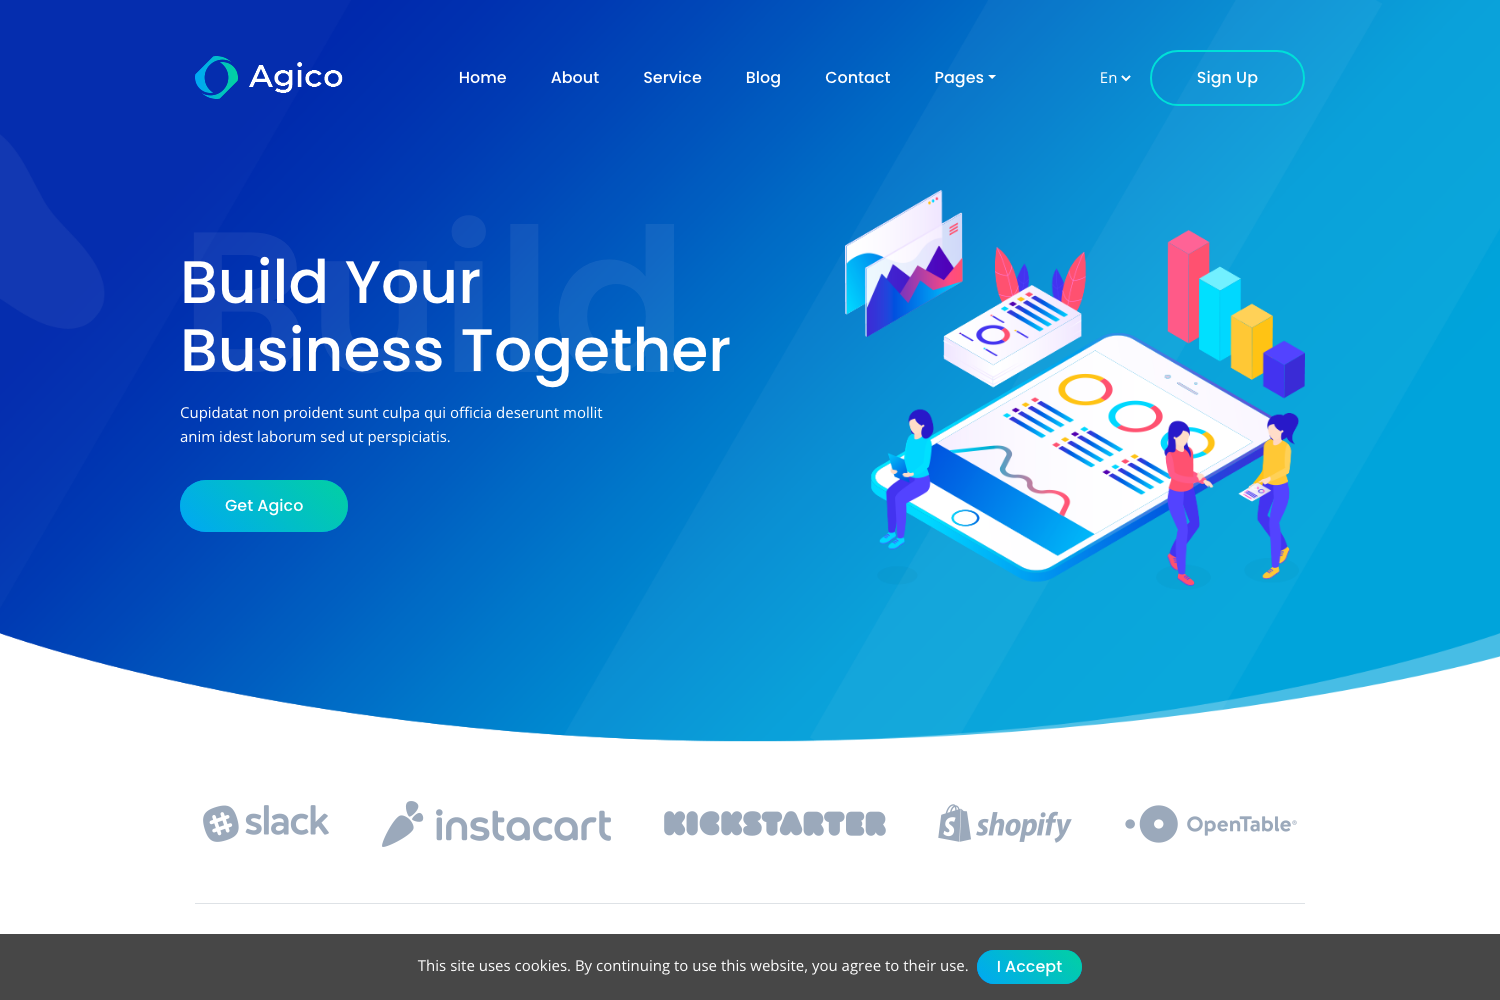 Agico
Home
About
Service
Blog
Contact
Pages
En
Sign Up
Build
Build Your
Business Together
Cupidatat non proident sunt culpa qui officia deserunt mollit
anim idest laborum sed ut perspiciatis.
Get Agico
slack
instacart
KICKSTARTER
shopify
OpenTable®
This site uses cookies. By continuing to use this website, you agree to their use.
I Accept